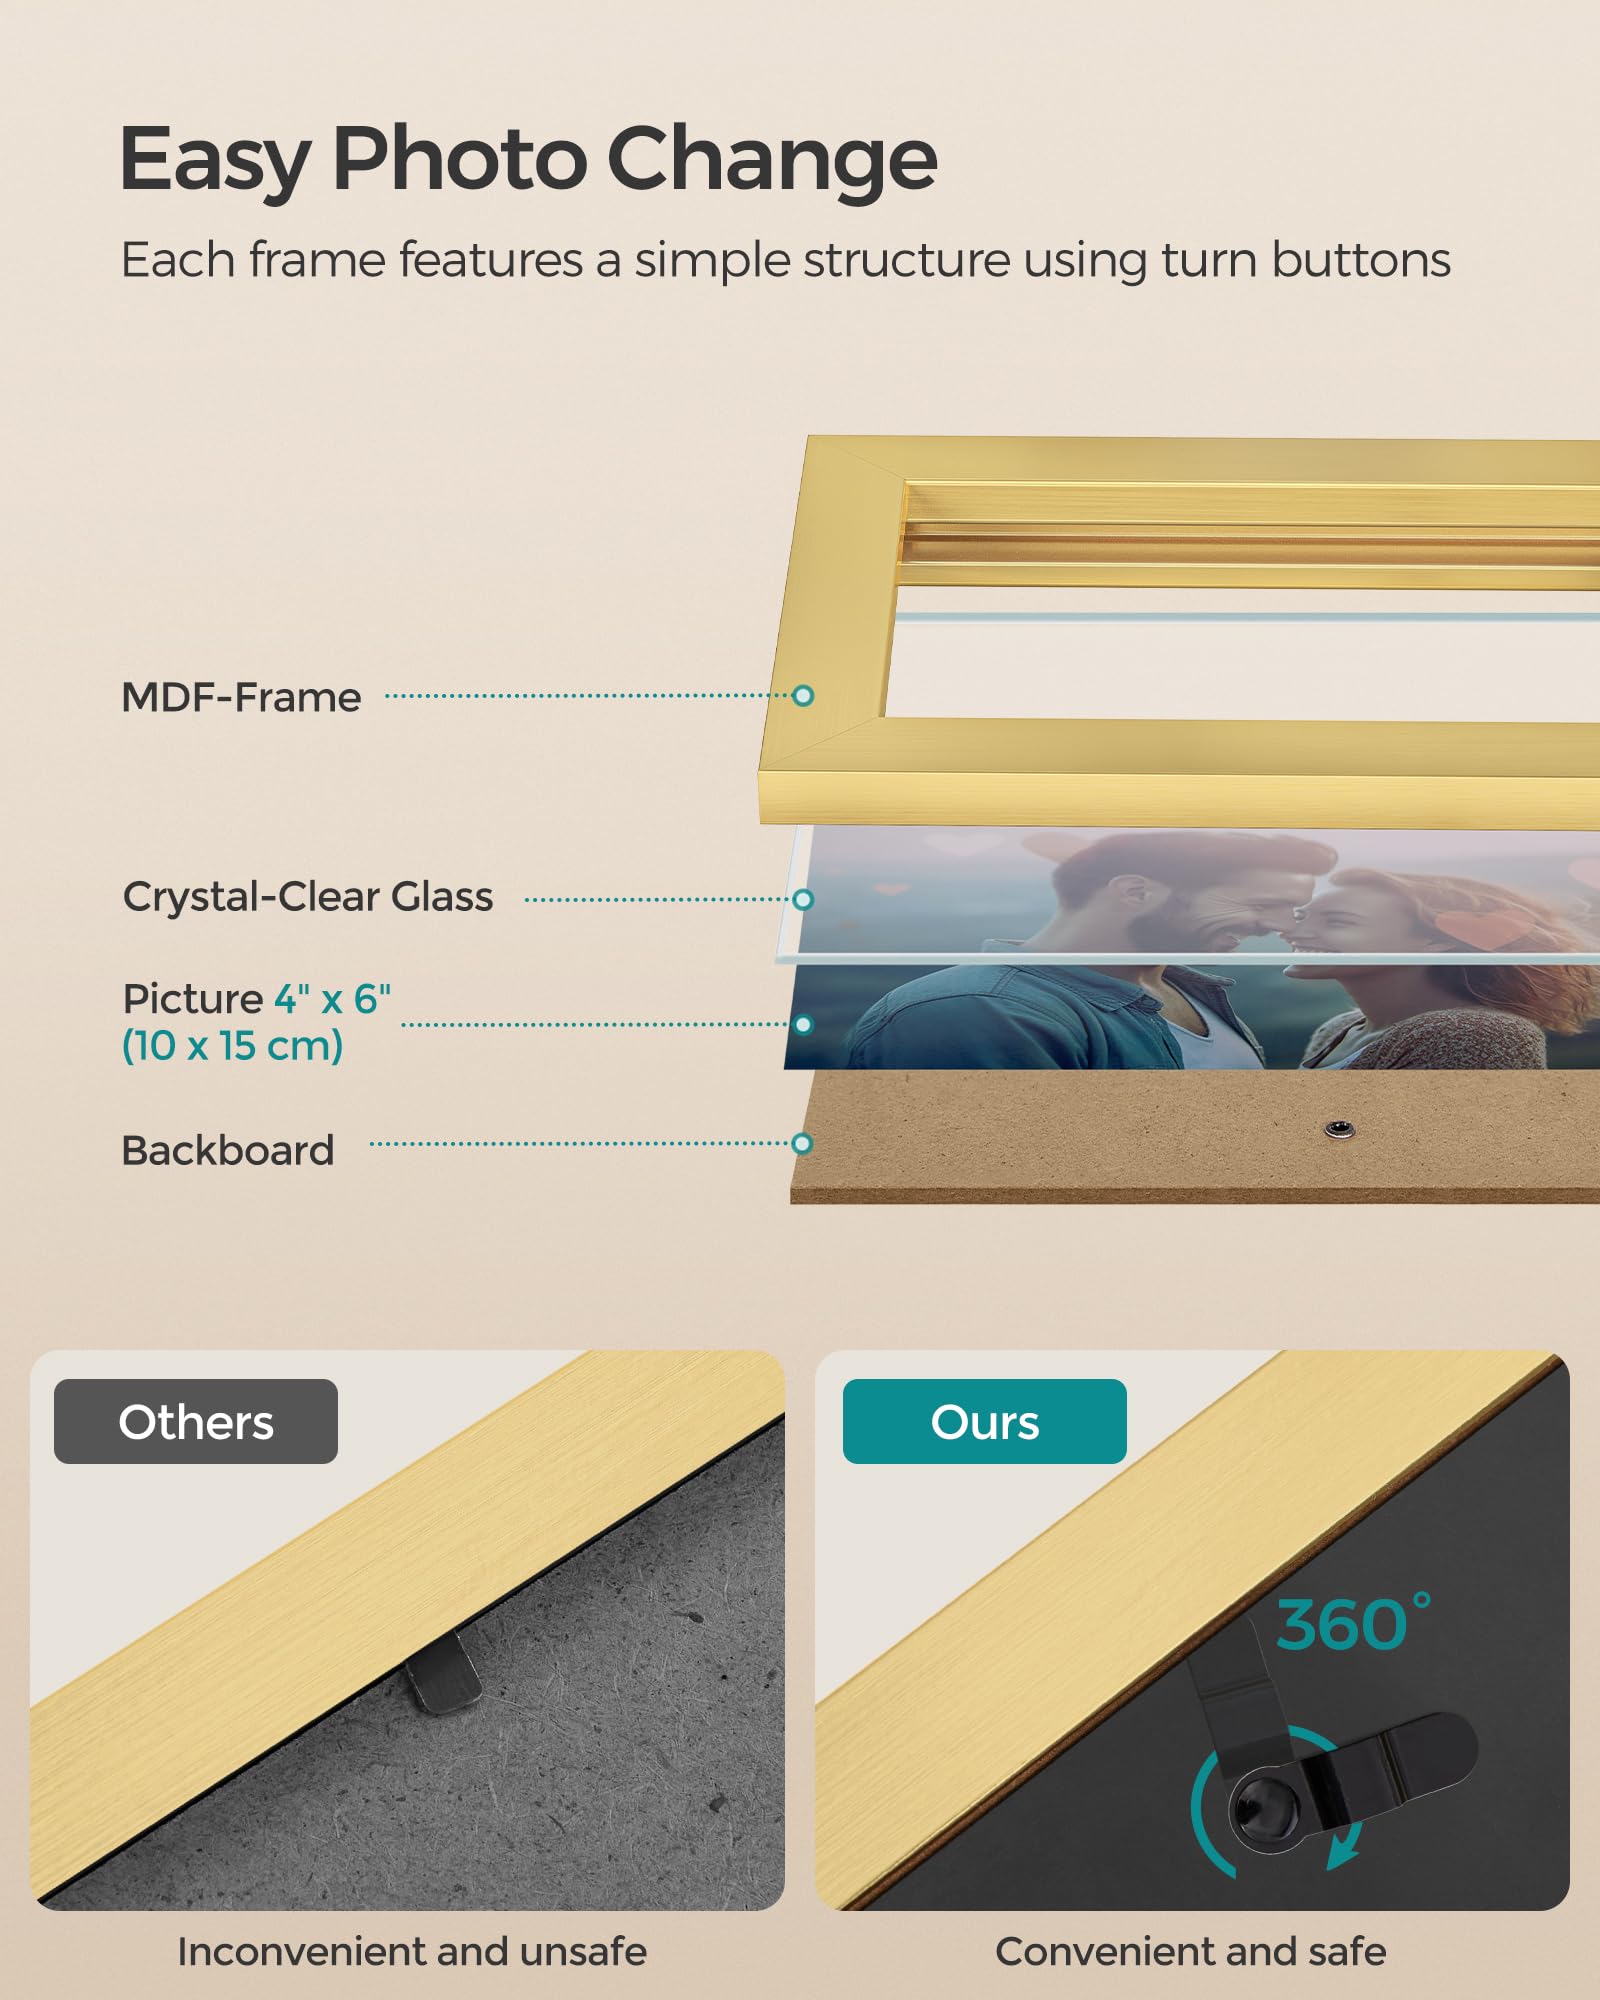 Easy Photo Change
Each frame features a simple structure using turn buttons
MDF-Frame
Crystal-Clear Glass
Picture 4" x 6"
(10 x 15 cm)
Backboard
Others
Ours
360°
Inconvenient and unsafe
Convenient and safe